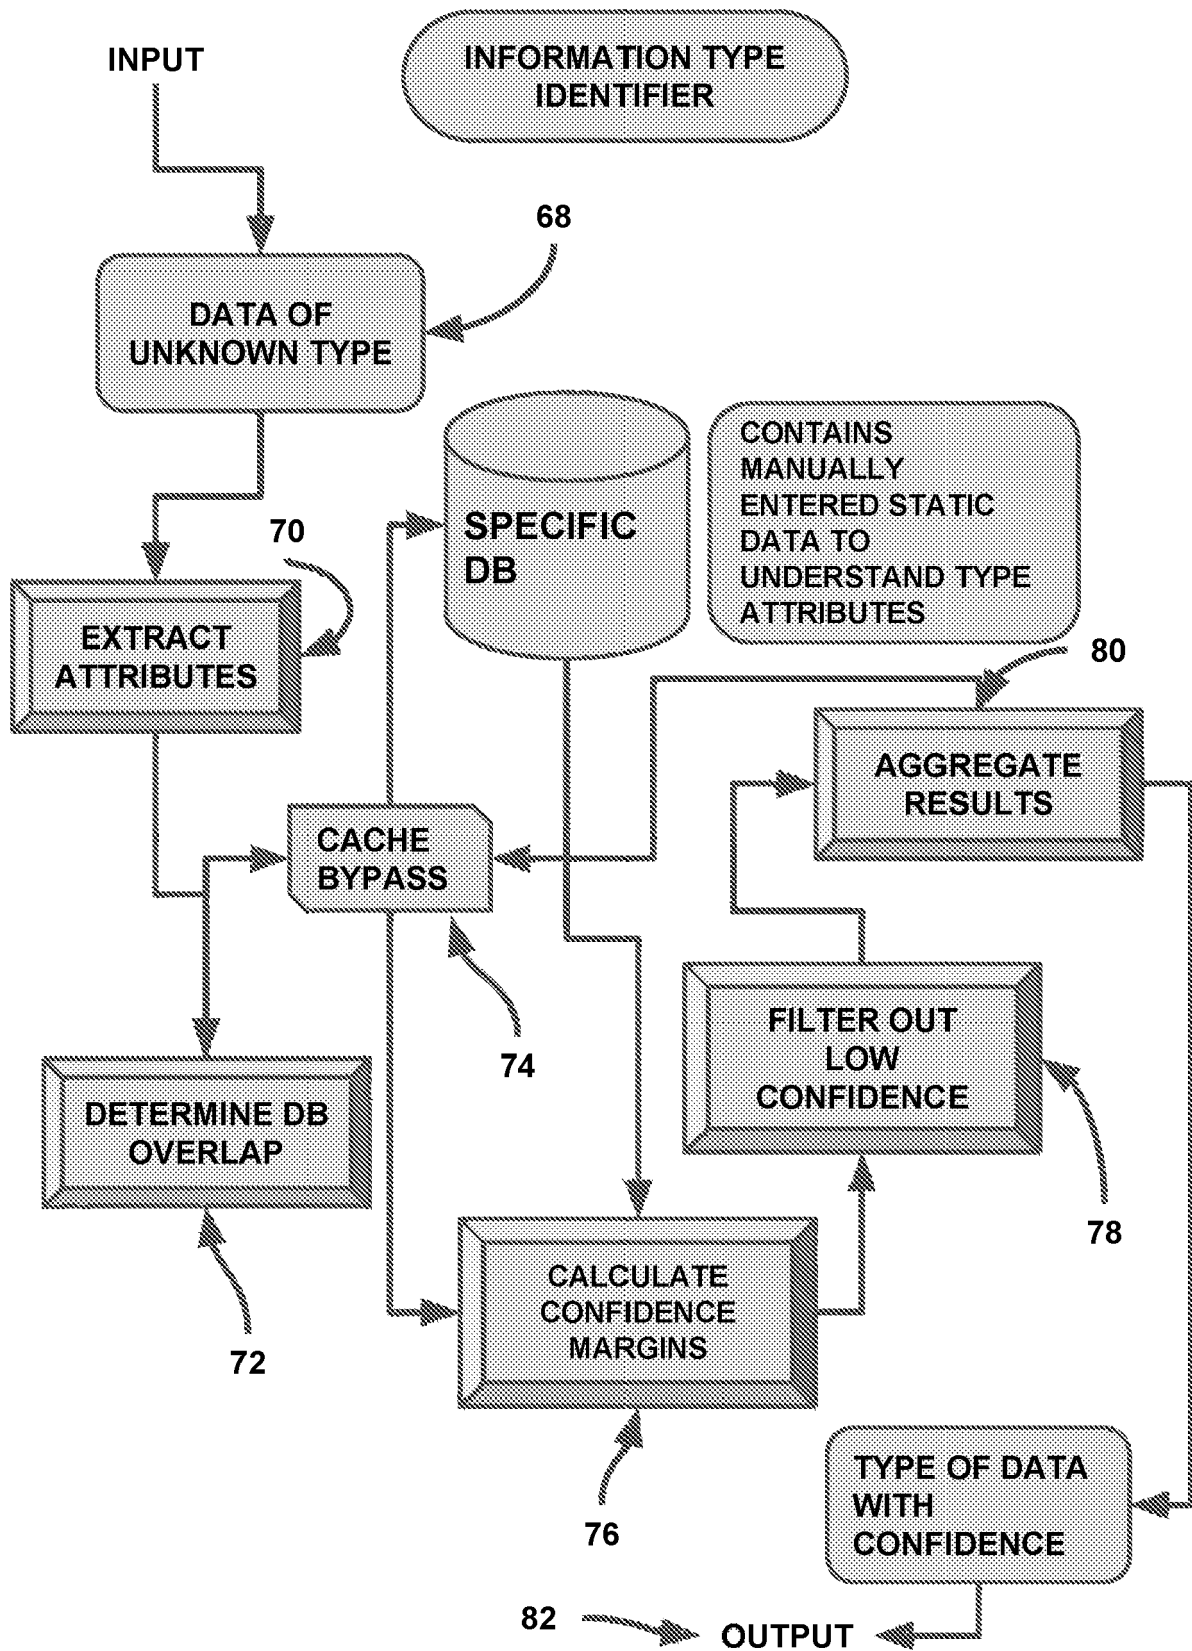 INPUT
INFORMATION TYPE
IDENTIFIER
68
DATA OF
UNKNOWN TYPE
SPECIFIC
DB
CONTAINS
MANUALLY
ENTERED STATIC
DATA TO
UNDERSTAND TYPE
ATTRIBUTES
70
EXTRACT
ATTRIBUTES
80
AGGREGATE
RESULTS
CACHE
BYPASS
74
FILTER OUT
LOW
CONFIDENCE
78
DETERMINE DB
OVERLAP
72
CALCULATE
CONFIDENCE
MARGINS
76
TYPE OF DATA
WITH
CONFIDENCE
82
OUTPUT